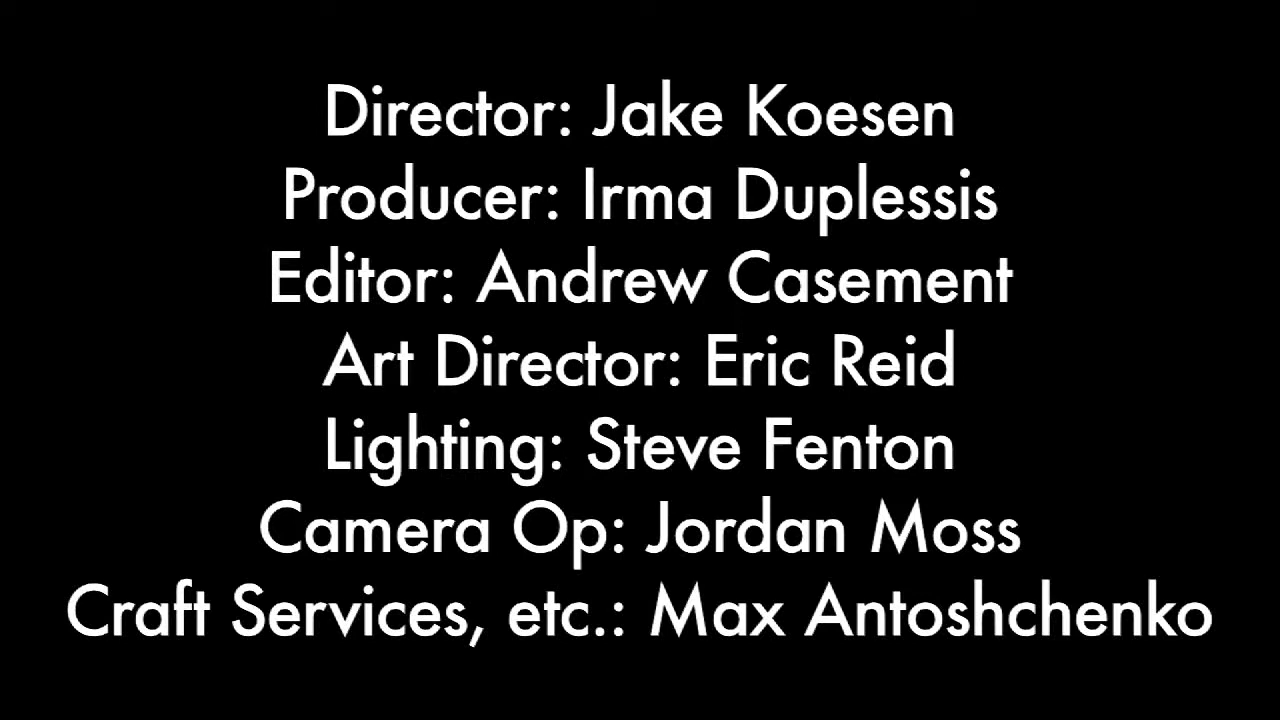 Director: Jake Koesen
Producer: Irma Duplessis
Editor: Andrew Casement
Art Director: Eric Reid
Lighting: Steve Fenton
Camera Op: Jordan Moss
Craft Services, etc.: Max Antoshchenko